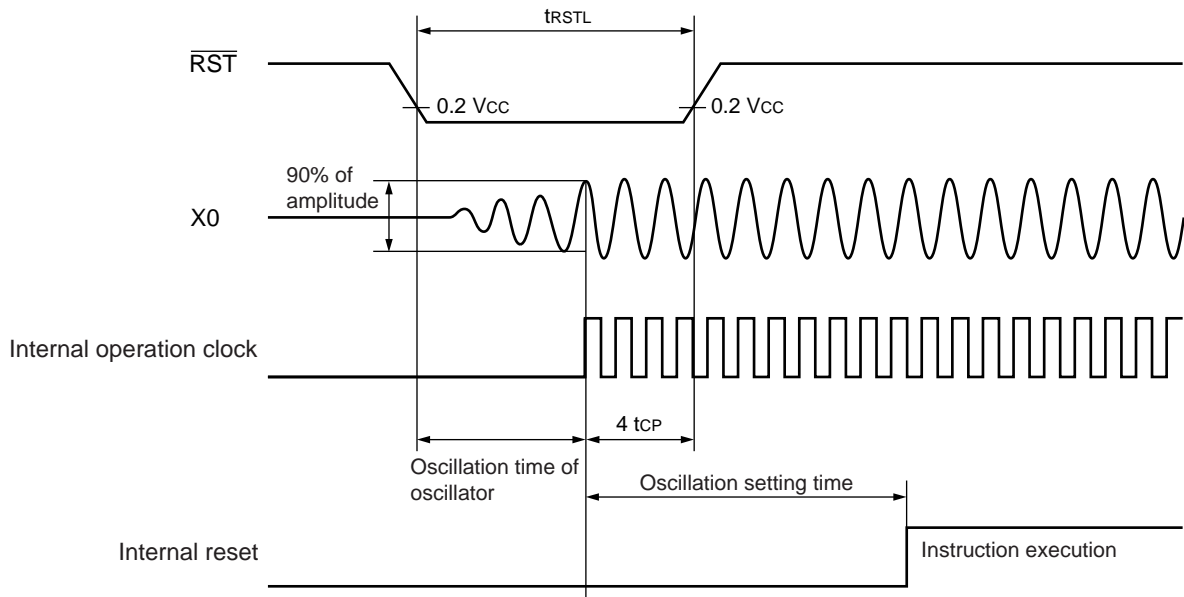 tRSTL
RST
0.2 VCC
0.2 VCC
90% of
amplitude
X0
Internal operation clock
4 tCP
Oscillation time of
oscillator
Oscillation setting time
Internal reset
Instruction execution